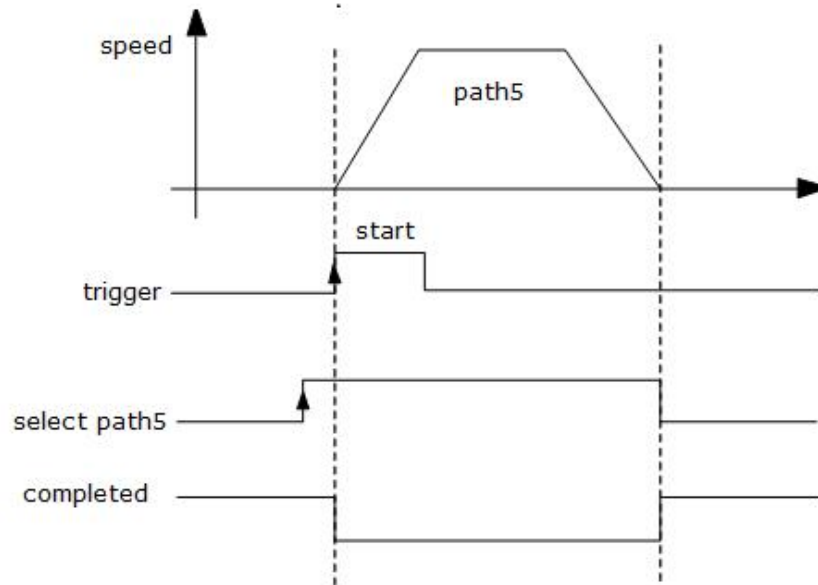 speed
path5
start
trigger
select path5
completed